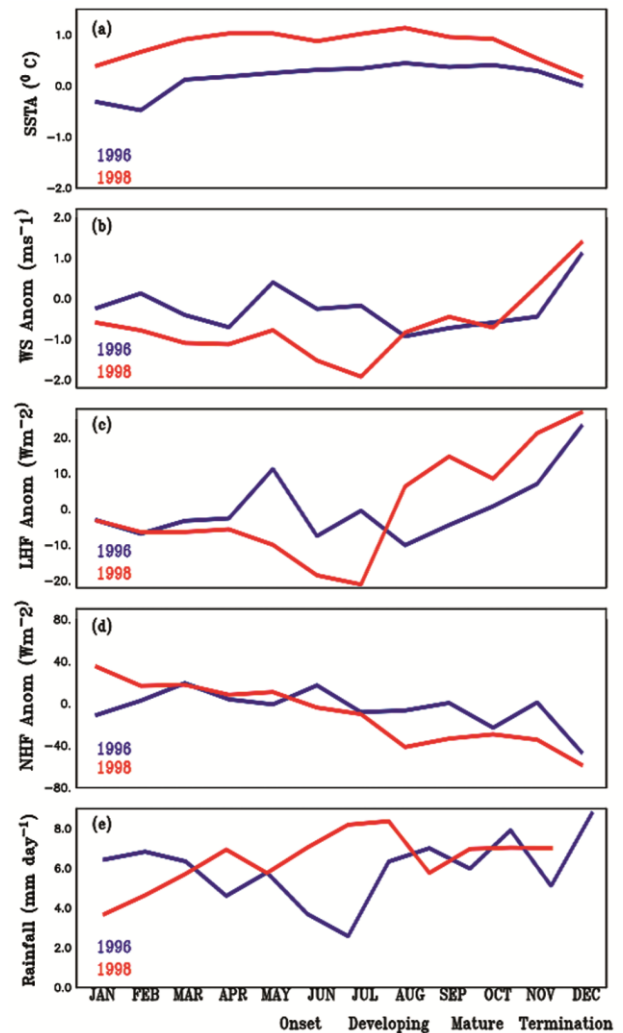 (a)
SSTA (⁰ C)
1.0
0.0
-1.0
-2.0
1996
1998
(b)
WS Anom (ms⁻¹)
2.0
1.0
0.0
-1.0
-2.0
1996
1998
(c)
LHF Anom (Wm⁻²)
20.
10.
0.
-10.
-20.
1996
1998
(d)
NHF Anom (Wm⁻²)
80.
40.
0.
-40.
-80.
1996
1998
(e)
Rainfall (mm day⁻¹)
8.0
6.0
4.0
2.0
0.0
1996
1998
JAN FEB MAR APR MAY JUN JUL AUG SEP OCT NOV DEC
Onset Developing Mature Termination